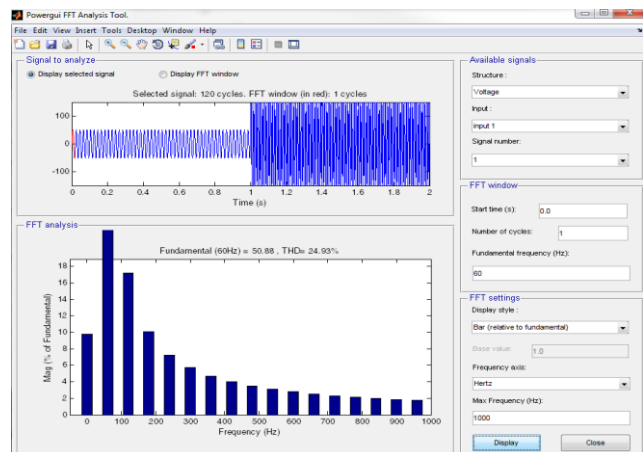 Powergui FFT Analysis Tool.
File Edit View Insert Tools Desktop Window Help
Signal to analyze
Display selected signal Display FFT window
Selected signal: 120 cycles. FFT window (in red): 1 cycles
100
0
-100
0 0.2 0.4 0.6 0.8 1 1.2 1.4 1.6 1.8 2
Time (s)
FFT analysis
Fundamental (60Hz) = 50.88 , THD= 24.93%
18
16
14
12
10
8
6
4
2
0
Mag (% of Fundamental)
0 100 200 300 400 500 600 700 800 900 1000
Frequency (Hz)
Available signals
Structure :
Voltage
Input :
input 1
Signal number:
1
FFT window
Start time (s): 0.0
Number of cycles: 1
Fundamental frequency (Hz):
60
FFT settings
Display style :
Bar (relative to fundamental)
Base value: 1.0
Frequency axis:
Hertz
Max Frequency (Hz):
1000
Display Close